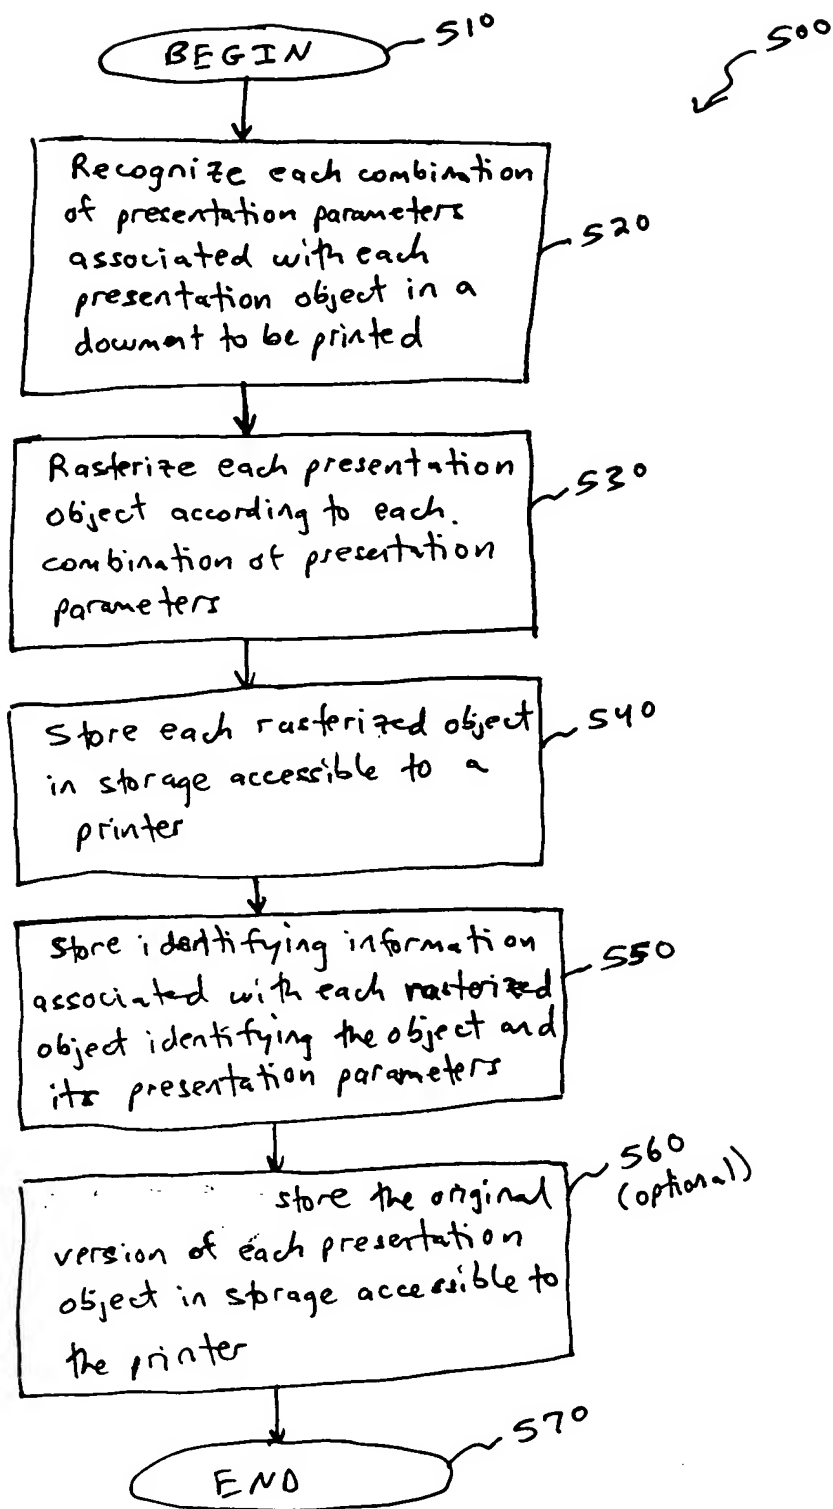 BEGIN
510
500
Recognize each combination
of presentation parameters
associated with each
presentation object in a
document to be printed
520
Rasterize each presentation
object according to each
combination of presentation
parameters
530
Store each rasterized object
in storage accessible to a
printer
540
Store identifying information
associated with each rasterized
object identifying the object and
its presentation parameters
550
store the original
version of each presentation
object in storage accessible to
the printer
560
(optional)
END
570